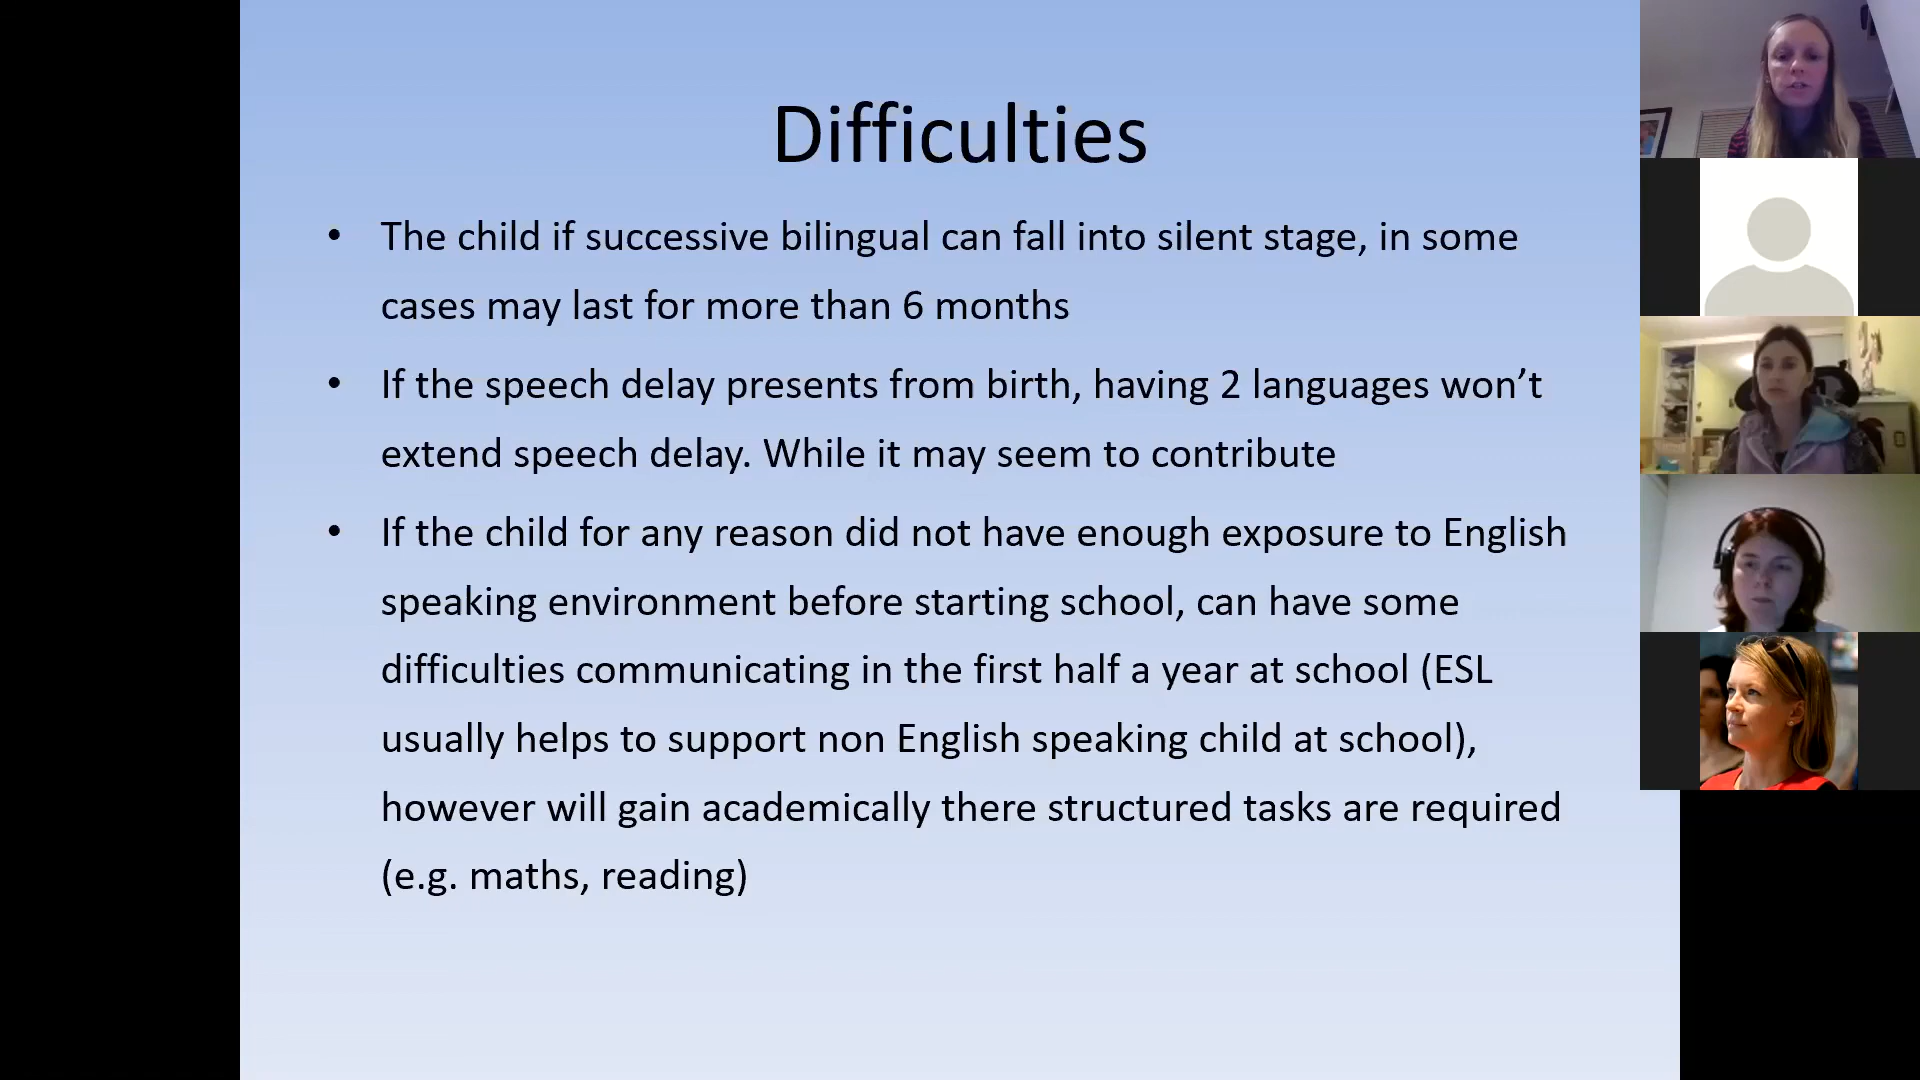 Difficulties
• The child if successive bilingual can fall into silent stage, in some
cases may last for more than 6 months
• If the speech delay presents from birth, having 2 languages won’t
extend speech delay. While it may seem to contribute
• If the child for any reason did not have enough exposure to English
speaking environment before starting school, can have some
difficulties communicating in the first half a year at school (ESL
usually helps to support non English speaking child at school),
however will gain academically there structured tasks are required
(e.g. maths, reading)